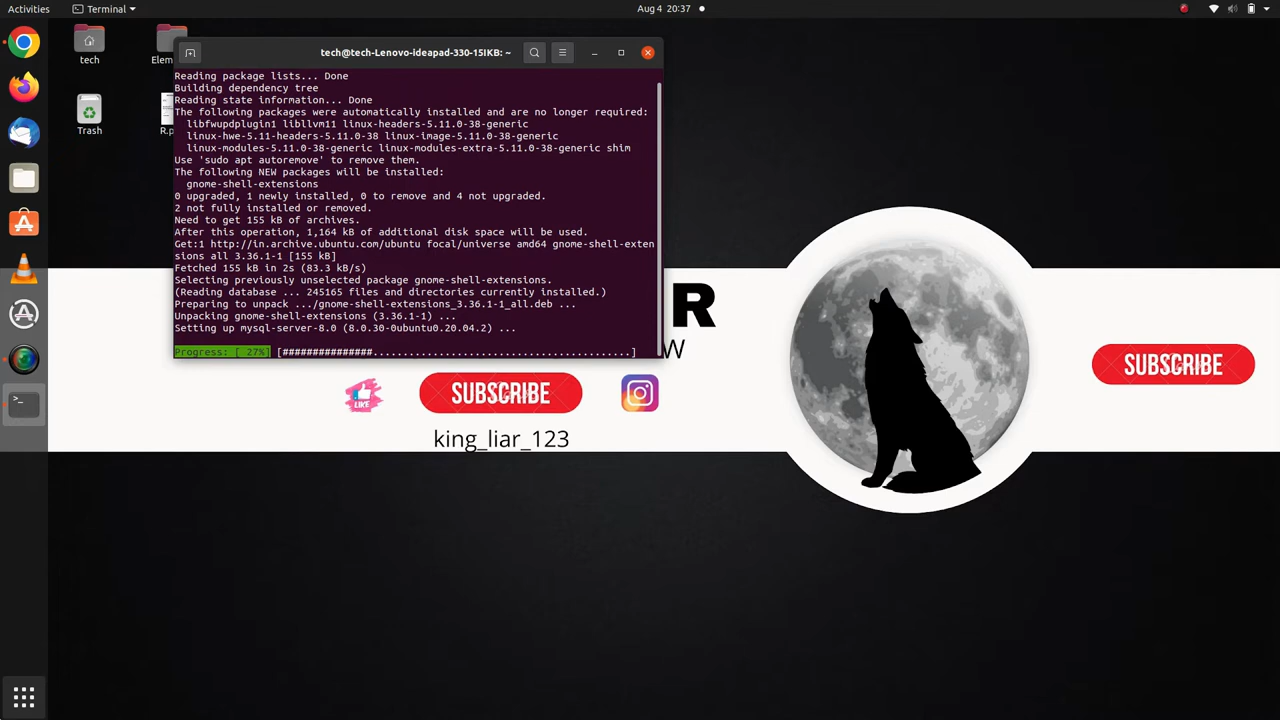 Activities
Terminal
Aug 4 20:37
tech
Elem
Trash
R.p
tech@tech-Lenovo-ideapad-330-15IKB: ~
Reading package lists... Done
Building dependency tree
Reading state information... Done
The following packages were automatically installed and are no longer required:
libfwupdplugin1 libllvm11 linux-headers-5.11.0-38-generic
linux-hwe-5.11-headers-5.11.0-38 linux-image-5.11.0-38-generic
linux-modules-5.11.0-38-generic linux-modules-extra-5.11.0-38-generic shim
Use 'sudo apt autoremove' to remove them.
The following NEW packages will be installed:
gnome-shell-extensions
0 upgraded, 1 newly installed, 0 to remove and 4 not upgraded.
2 not fully installed or removed.
Need to get 155 kB of archives.
After this operation, 1,164 kB of additional disk space will be used.
Get:1 http://in.archive.ubuntu.com/ubuntu focal/universe amd64 gnome-shell-exten
sions all 3.36.1-1 [155 kB]
Fetched 155 kB in 2s (83.3 kB/s)
Selecting previously unselected package gnome-shell-extensions.
(Reading database ... 245165 files and directories currently installed.)
Preparing to unpack .../gnome-shell-extensions_3.36.1-1_all.deb ...
Unpacking gnome-shell-extensions (3.36.1-1) ...
Setting up mysql-server-8.0 (8.0.30-0ubuntu0.20.04.2) ...
Progress: [ 27%] [###############...........................................]
R
W
LIKE
SUBSCRIBE
king_liar_123
SUBSCRIBE